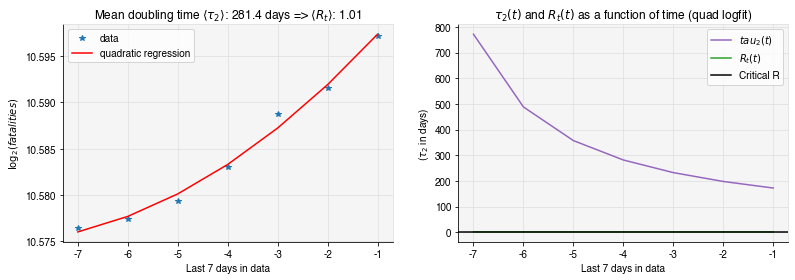 Mean doubling time ⟨τ₂⟩: 281.4 days => ⟨Rₜ⟩: 1.01
data
quadratic regression
log₂(fatalities)
10.595
10.590
10.585
10.580
10.575
-7 -6 -5 -4 -3 -2 -1
Last 7 days in data
τ₂(t) and Rₜ(t) as a function of time (quad logfit)
tau₂(t)
Rₜ(t)
Critical R
(τ₂ in days)
800
700
600
500
400
300
200
100
0
-7 -6 -5 -4 -3 -2 -1
Last 7 days in data